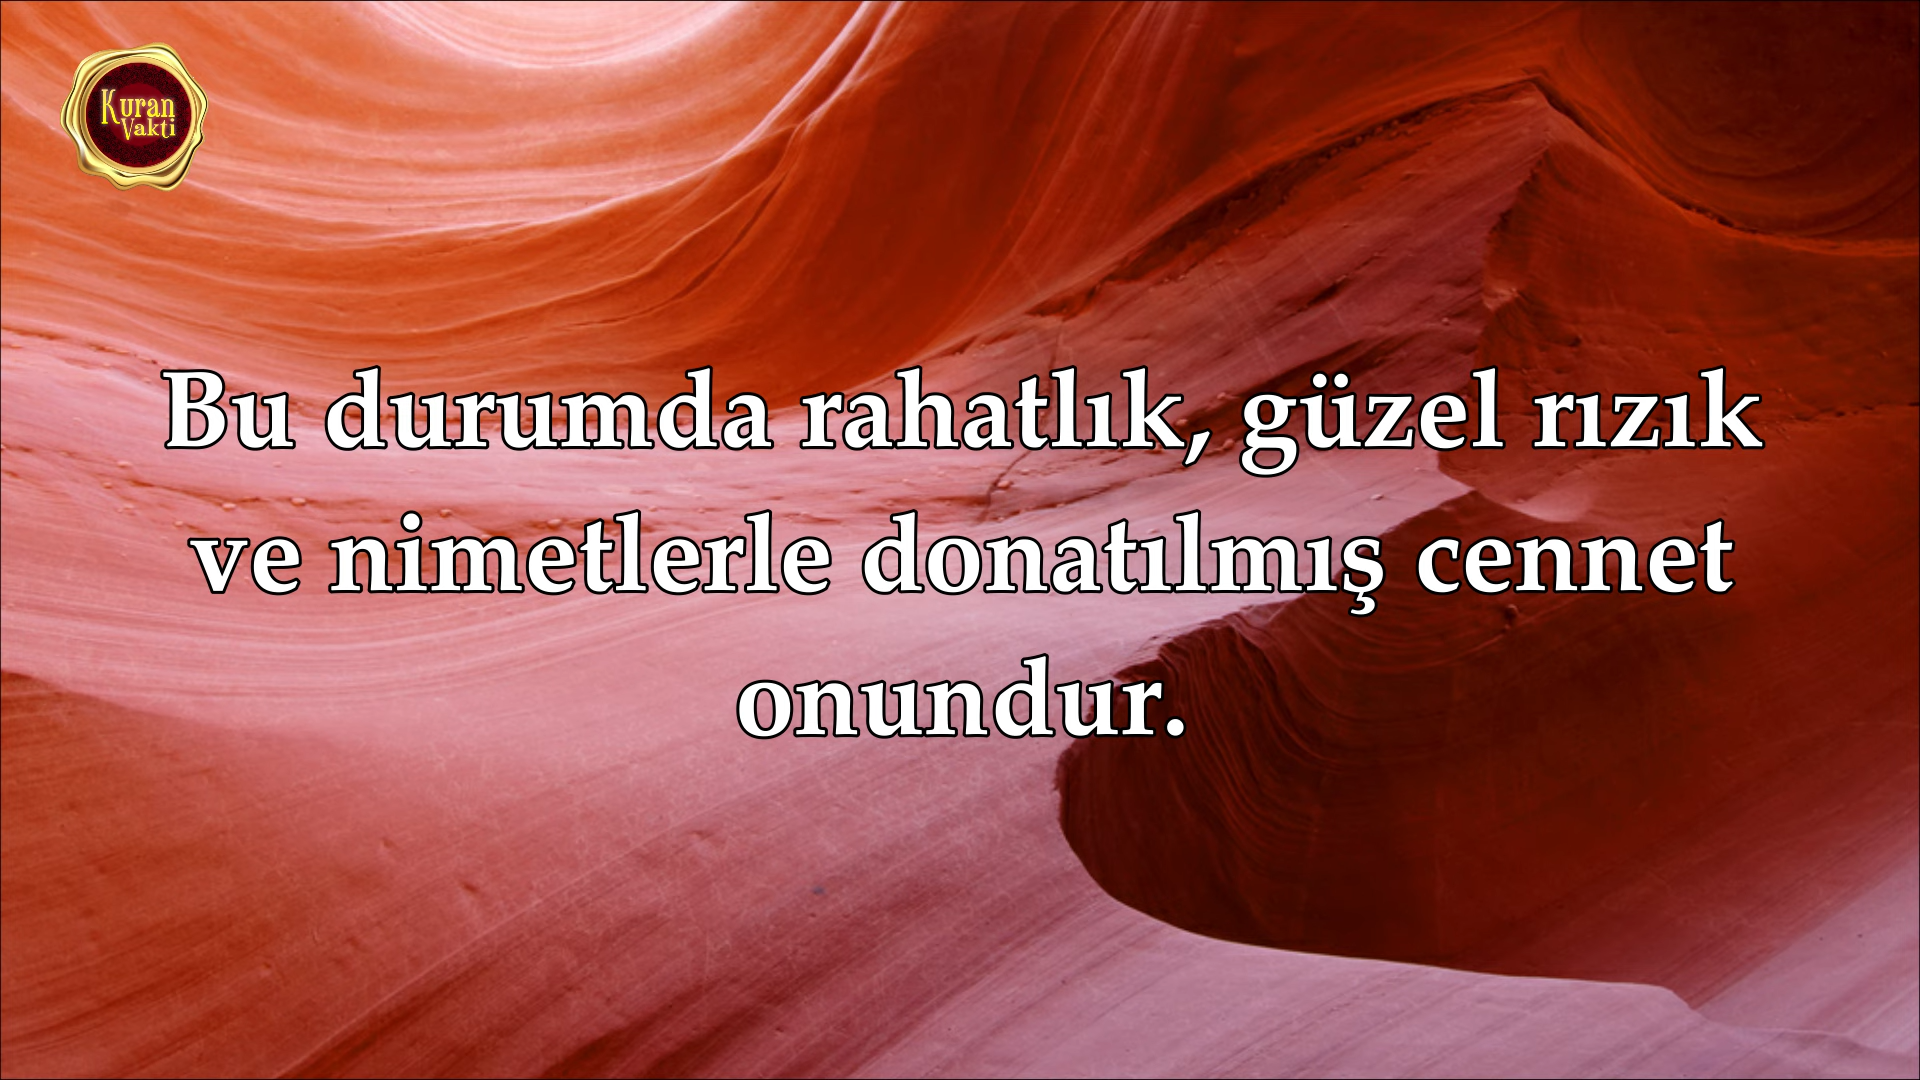 Kuran
Vakti
Bu durumda rahatlık, güzel rızık
ve nimetlerle donatılmış cennet
onundur.